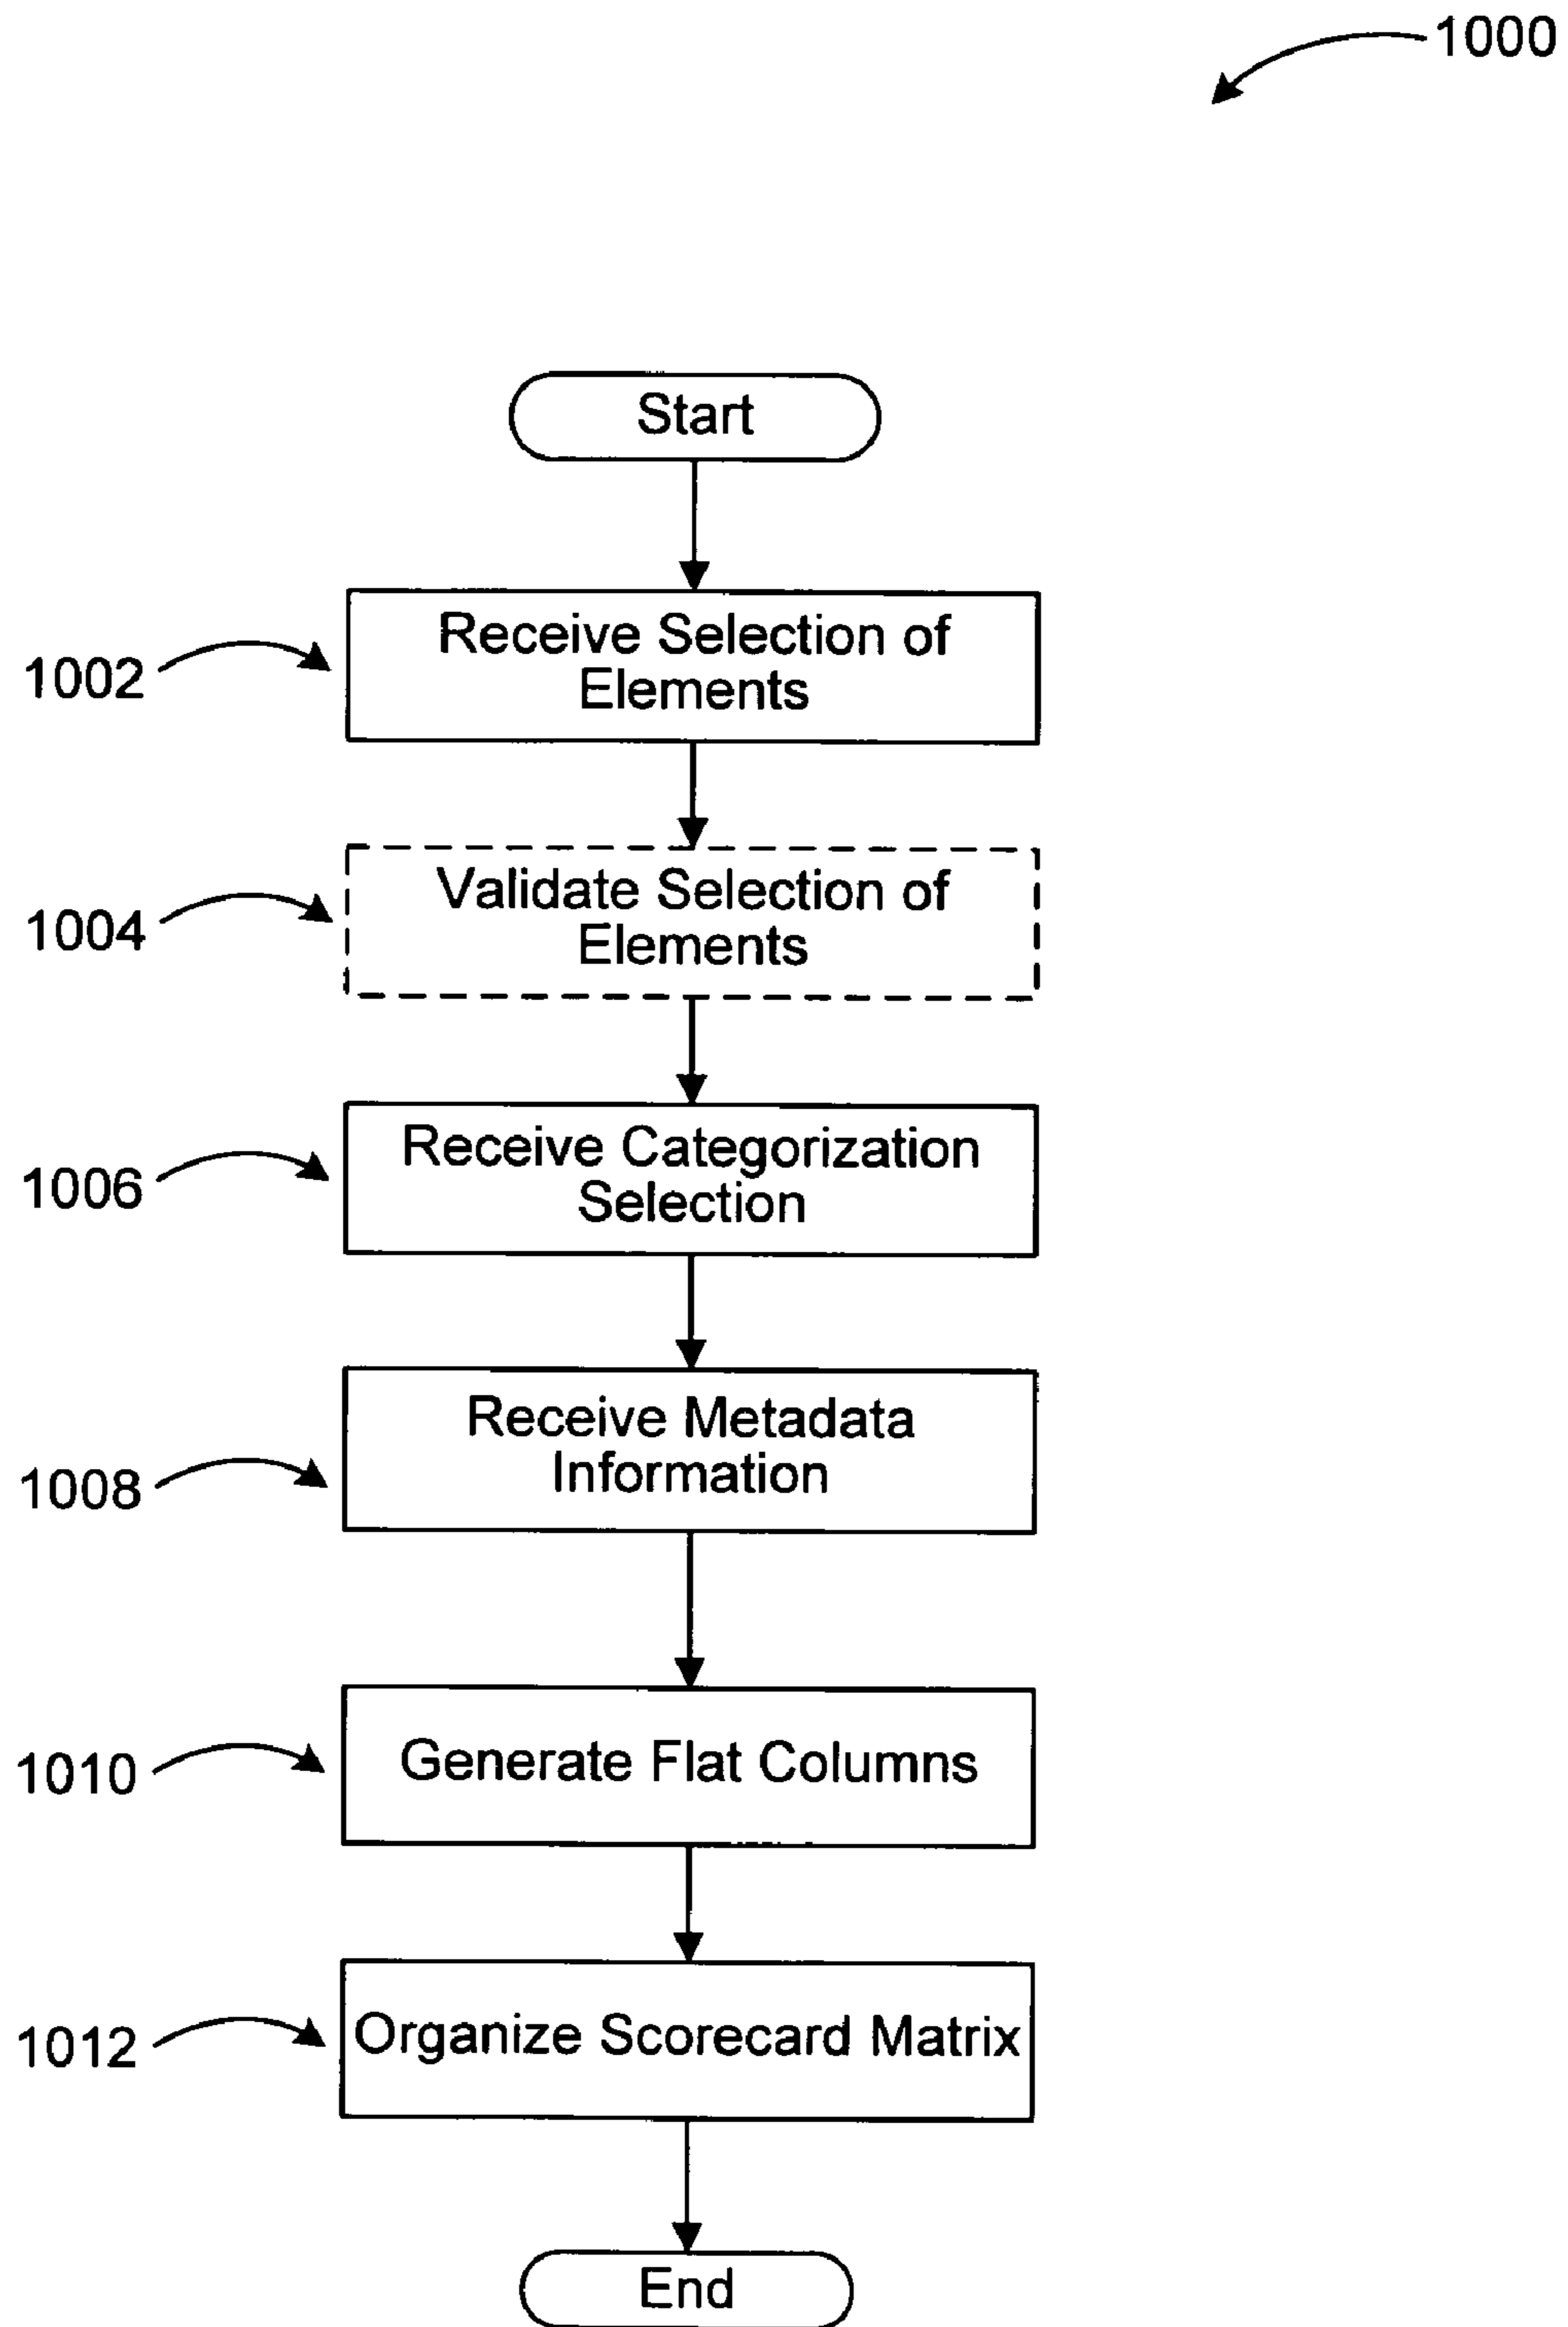 1000
Start
Receive Selection of
Elements
1002
Validate Selection of
Elements
1004
Receive Categorization
Selection
1006
Receive Metadata
Information
1008
Generate Flat Columns
1010
Organize Scorecard Matrix
1012
End